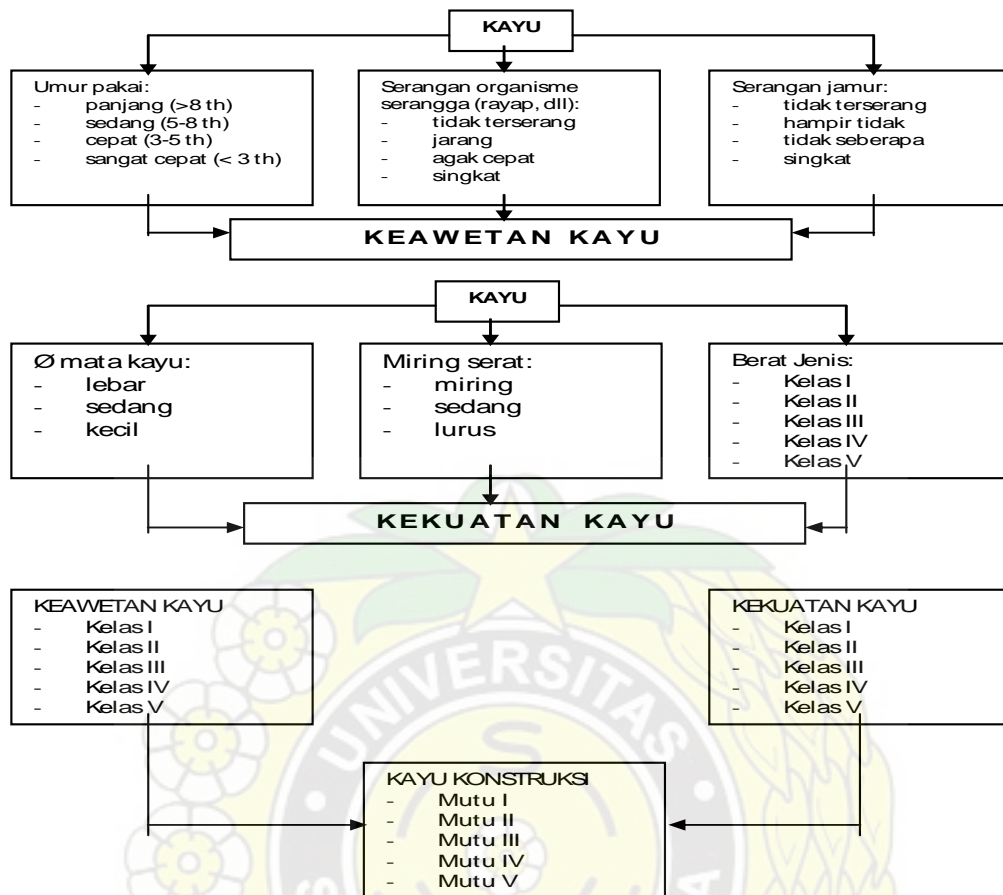 KAYU
Umur pakai:
- panjang (>8 th)
- sedang (5-8 th)
- cepat (3-5 th)
- sangat cepat (< 3 th)
Serangan organisme
serangga (rayap, dll):
- tidak terserang
- jarang
- agak cepat
- singkat
Serangan jamur:
- tidak terserang
- hampir tidak
- tidak seberapa
- singkat
KEAWETAN KAYU
KAYU
Ø mata kayu:
- lebar
- sedang
- kecil
Miring serat:
- miring
- sedang
- lurus
Berat Jenis:
- Kelas I
- Kelas II
- Kelas III
- Kelas IV
- Kelas V
KEKUATAN KAYU
KEAWETAN KAYU
- Kelas I
- Kelas II
- Kelas III
- Kelas IV
- Kelas V
KEKUATAN KAYU
- Kelas I
- Kelas II
- Kelas III
- Kelas IV
- Kelas V
UNIVERSITAS
S
KAYU KONSTRUKSI
- Mutu I
- Mutu II
- Mutu III
- Mutu IV
- Mutu V
S
A